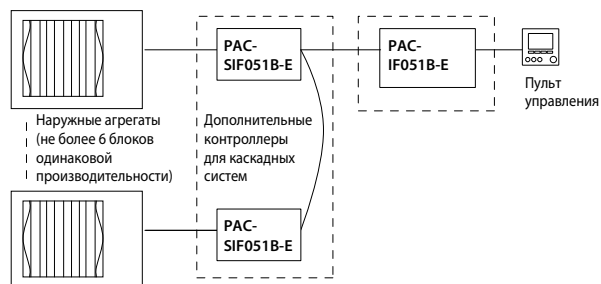 PAC-
SIF051B-E
PAC-
IF051B-E
Пульт
управления
Наружные агрегаты
(не более 6 блоков
одинаковой
производительности)
Дополнительные
контроллеры
для каскадных
систем
PAC-
SIF051B-E